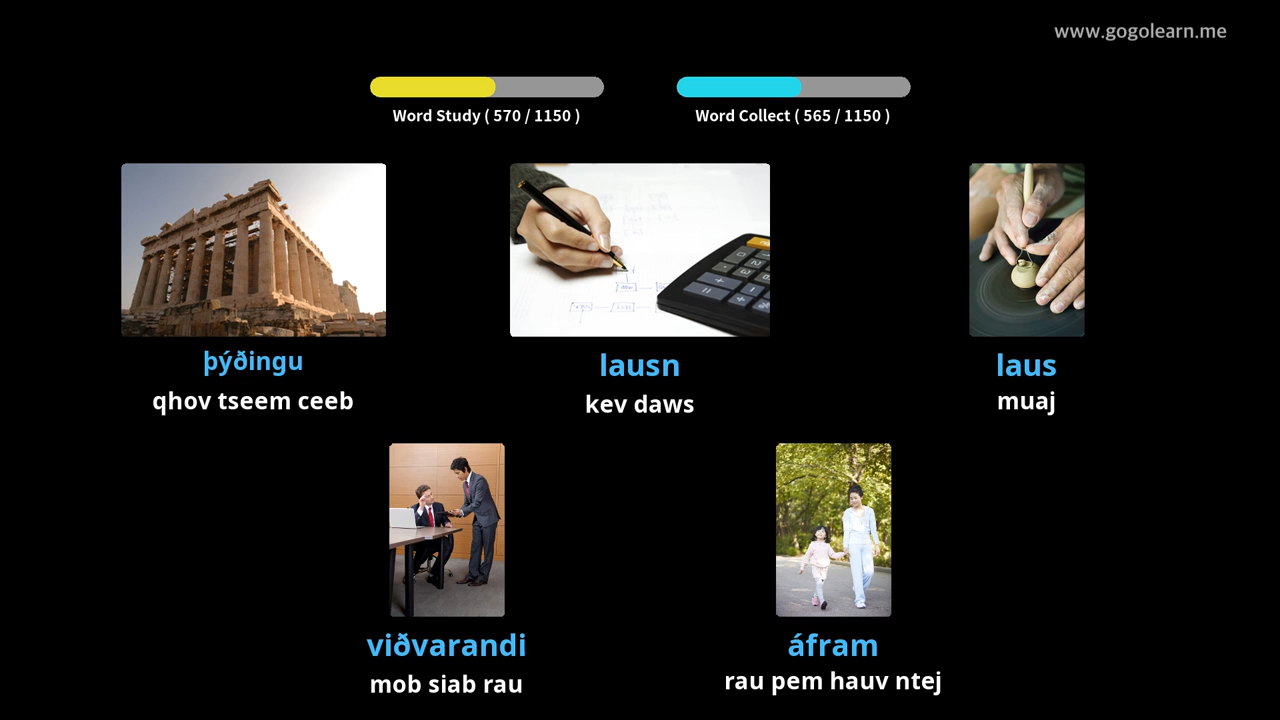 www.gogolearn.me
Word Study ( 570 / 1150 )
Word Collect ( 565 / 1150 )
þýðingu
lausn
laus
qhov tseem ceeb
kev daws
muaj
viðvarandi
áfram
mob siab rau
rau pem hauv ntej